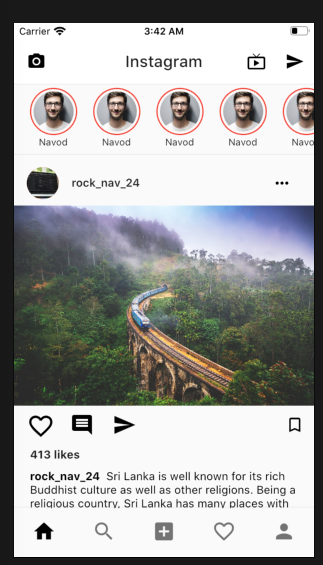 Carrier 3:42 AM
Instagram
Navod Navod Navod Navod Navo
rock_nav_24
413 likes
rock_nav_24 Sri Lanka is well known for its rich
Buddhist culture as well as other religions. Being a
religious country, Sri Lanka has many places with